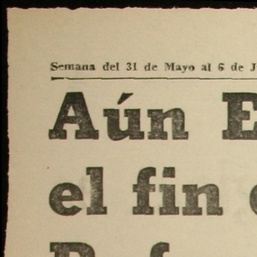 Semana del 31 de Mayo al 6 de J
Aún E
el fin